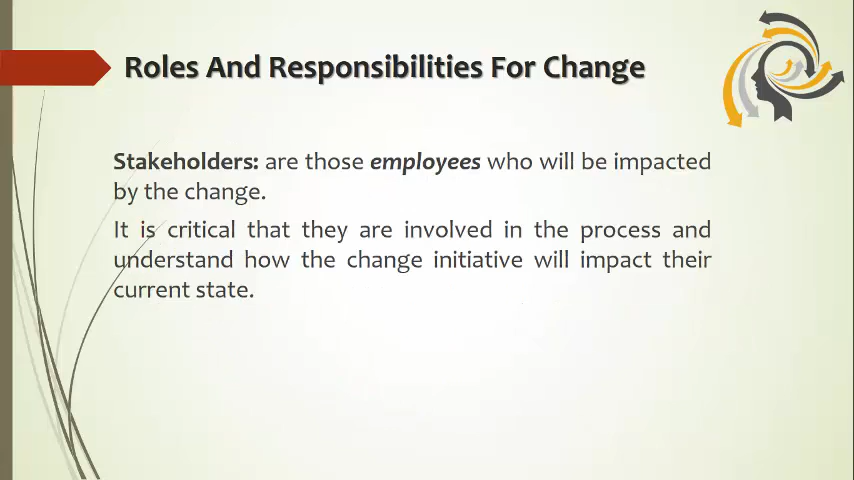 Roles And Responsibilities For Change
Stakeholders: are those employees who will be impacted
by the change.
It is critical that they are involved in the process and
understand how the change initiative will impact their
current state.